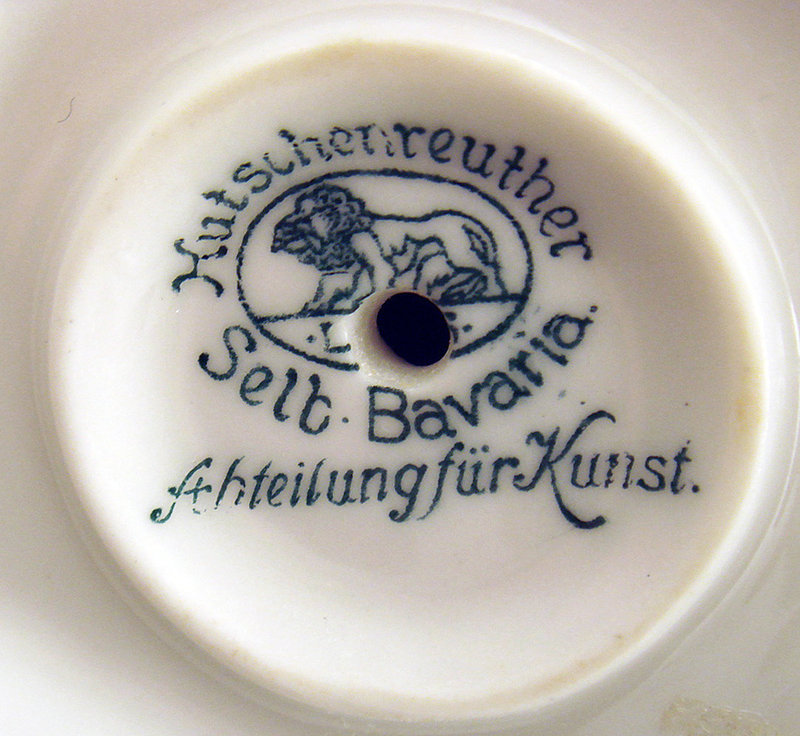 Hutschenreuther
L S
Selb · Bavaria.
Abteilung für Kunst.